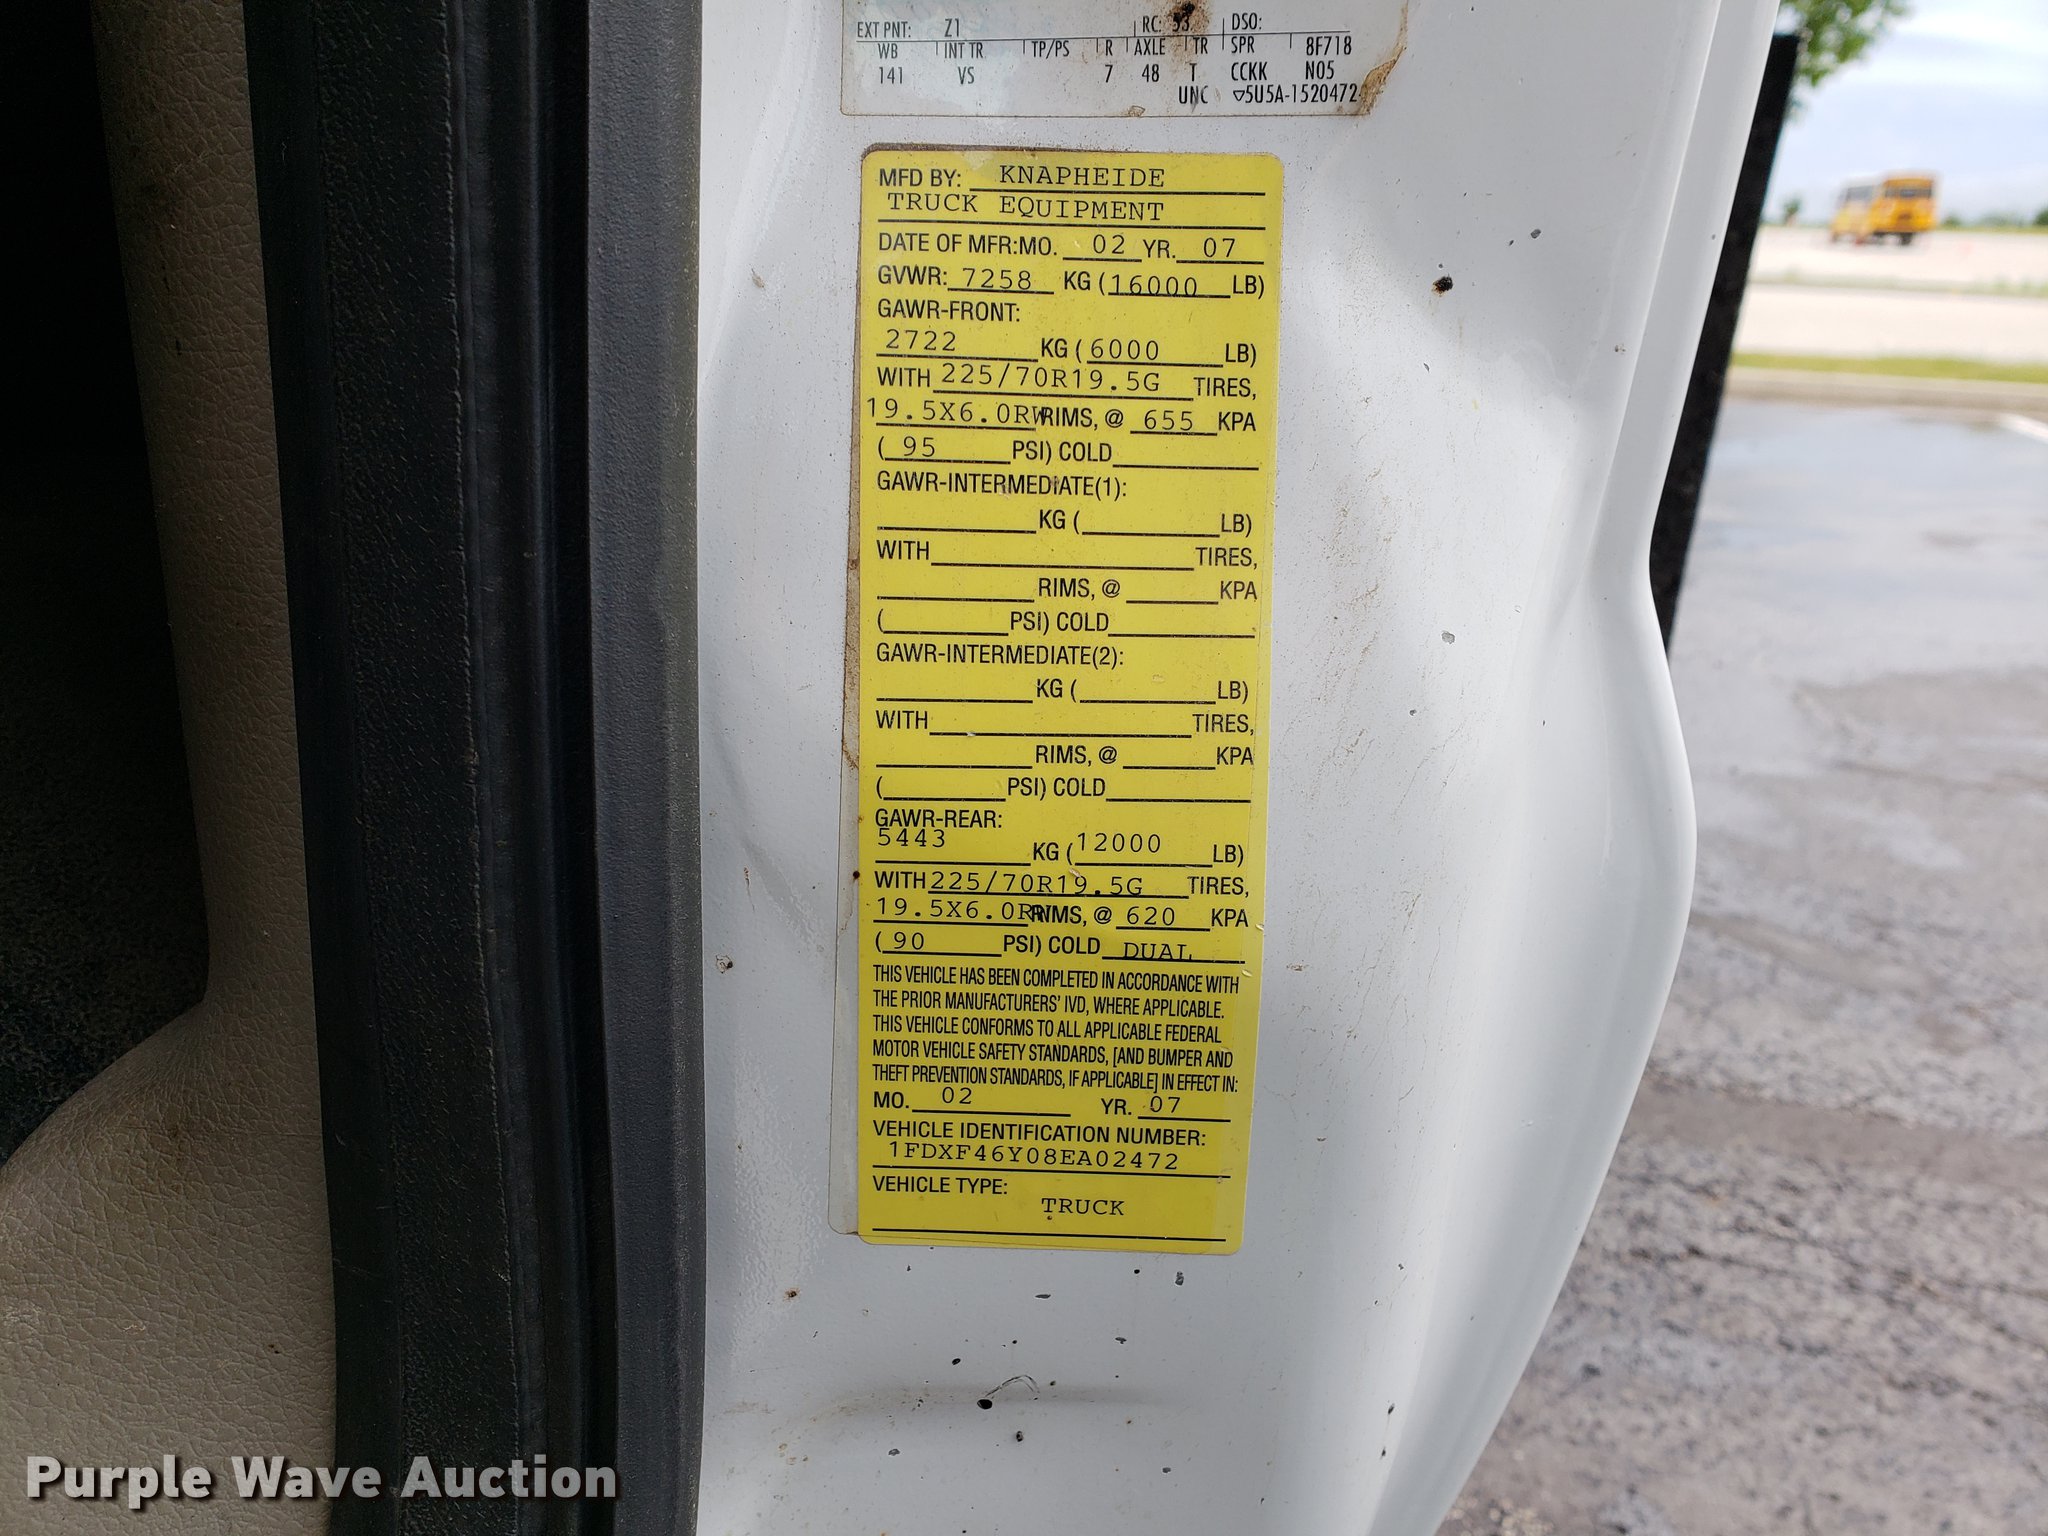 EXT PNT: Z1 RC: 53 DSO:
WB INT TR TP/PS R AXLE TR SPR 8F718
141 VS 7 48 T CCKK N05
UNC ▽5U5A-1520472-
MFD BY: KNAPHEIDE
TRUCK EQUIPMENT
DATE OF MFR:MO. 02 YR. 07
GVWR: 7258 KG (16000 LB)
GAWR-FRONT:
2722 KG (6000 LB)
WITH 225/70R19.5G TIRES,
19.5X6.0RW RIMS, @ 655 KPA
(95 PSI) COLD
GAWR-INTERMEDIATE(1):
KG ( LB)
WITH TIRES,
RIMS, @ KPA
( PSI) COLD
GAWR-INTERMEDIATE(2):
KG ( LB)
WITH TIRES,
RIMS, @ KPA
( PSI) COLD
GAWR-REAR:
5443 KG (12000 LB)
WITH 225/70R19.5G TIRES,
19.5X6.0RW RIMS, @ 620 KPA
(90 PSI) COLD DUAL
THIS VEHICLE HAS BEEN COMPLETED IN ACCORDANCE WITH
THE PRIOR MANUFACTURERS' IVD, WHERE APPLICABLE.
THIS VEHICLE CONFORMS TO ALL APPLICABLE FEDERAL
MOTOR VEHICLE SAFETY STANDARDS, [AND BUMPER AND
THEFT PREVENTION STANDARDS, IF APPLICABLE] IN EFFECT IN:
MO. 02 YR. 07
VEHICLE IDENTIFICATION NUMBER:
1FDXF46Y08EA02472
VEHICLE TYPE:
TRUCK
Purple Wave Auction